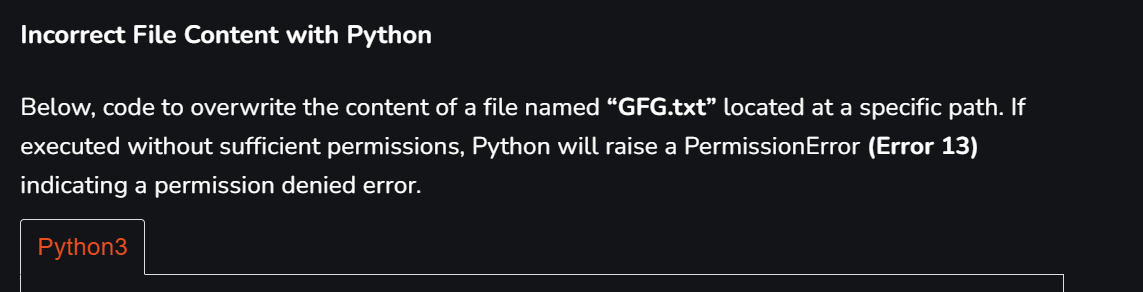 Incorrect File Content with Python
Below, code to overwrite the content of a file named “GFG.txt” located at a specific path. If
executed without sufficient permissions, Python will raise a PermissionError (Error 13)
indicating a permission denied error.
Python3